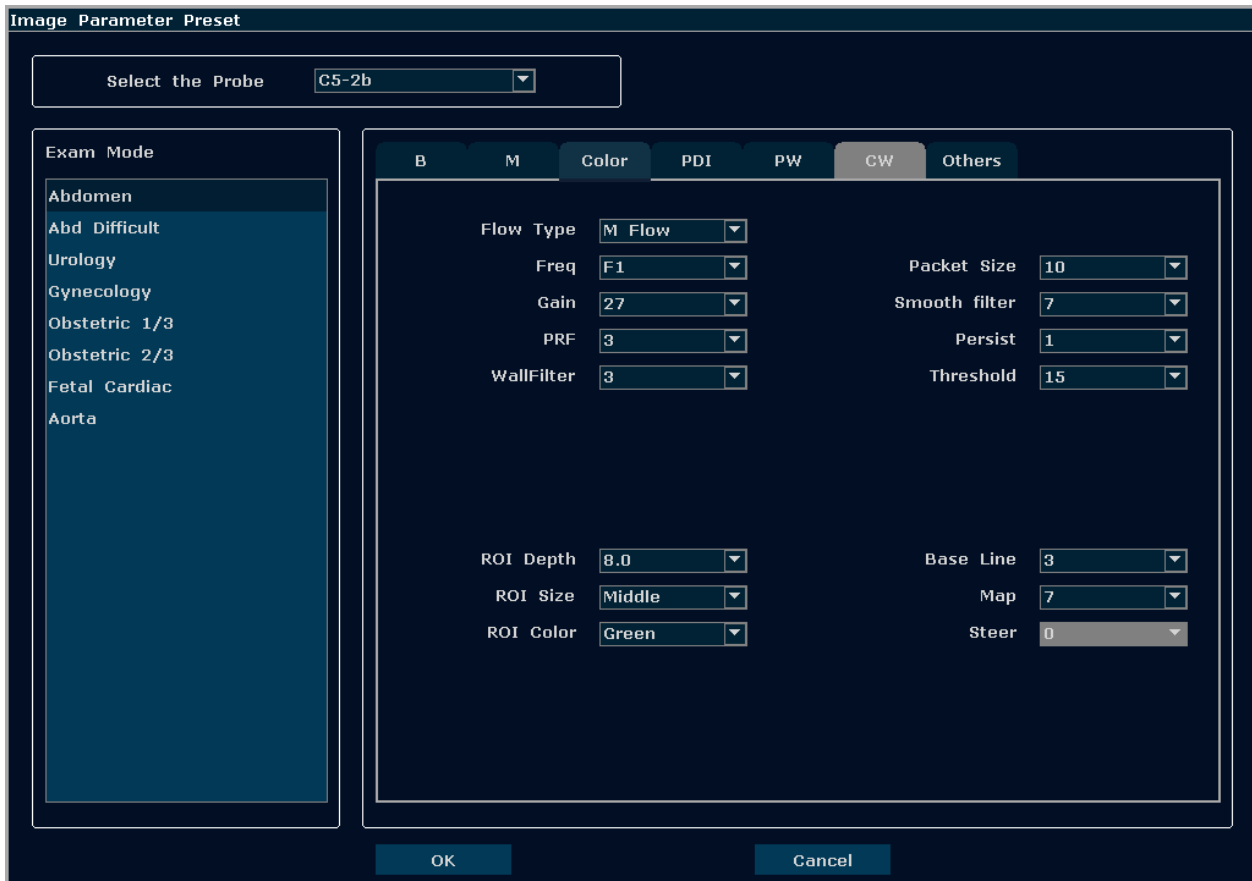 Image Parameter Preset
Select the Probe C5-2b
Exam Mode
Abdomen
Abd Difficult
Urology
Gynecology
Obstetric 1/3
Obstetric 2/3
Fetal Cardiac
Aorta
B M Color PDI PW CW Others
Flow Type M Flow
Freq F1 Packet Size 10
Gain 27 Smooth filter 7
PRF 3 Persist 1
WallFilter 3 Threshold 15
ROI Depth 8.0 Base Line 3
ROI Size Middle Map 7
ROI Color Green Steer 0
OK Cancel